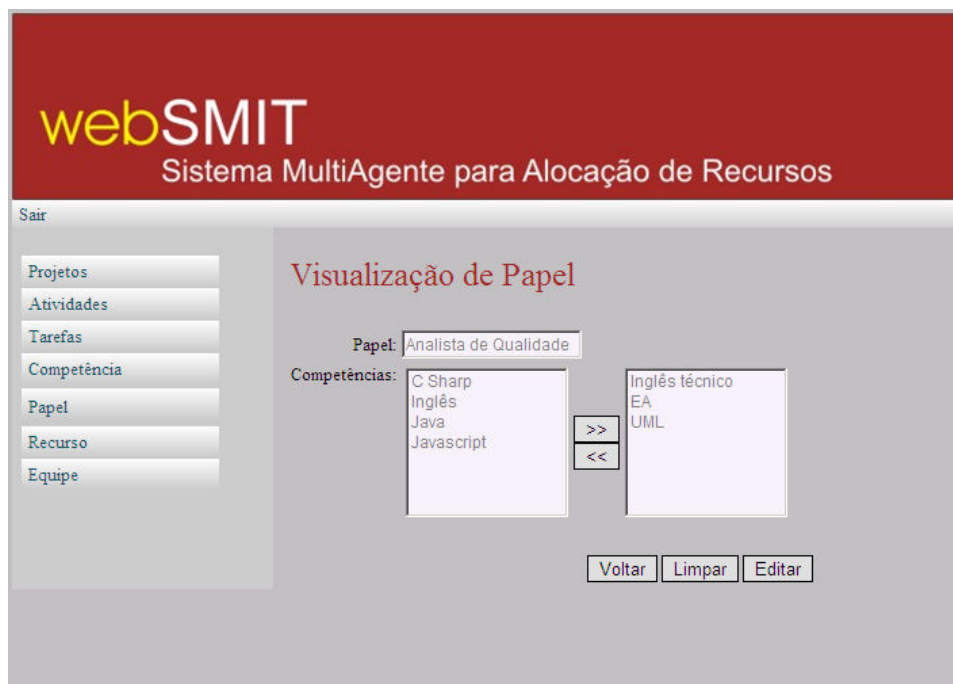 webSMIT
Sistema MultiAgente para Alocação de Recursos
Sair
Projetos
Atividades
Tarefas
Competência
Papel
Recurso
Equipe
Visualização de Papel
Papel: Analista de Qualidade
Competências:
C Sharp
Inglês
Java
Javascript
>>
<<
Inglês técnico
EA
UML
Voltar Limpar Editar